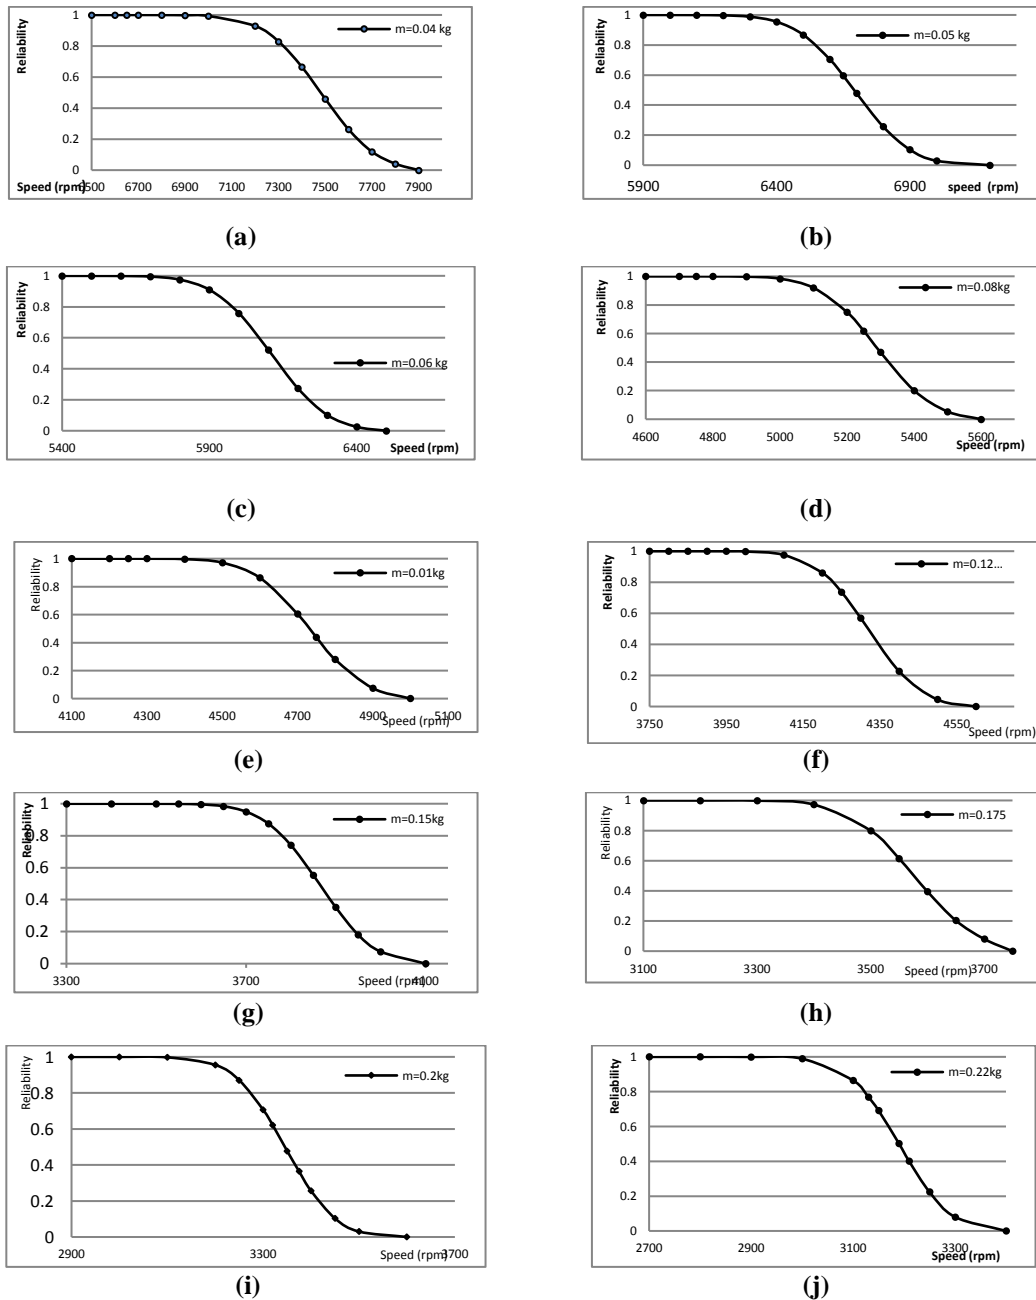 Reliability
m=0.04 kg
1
0.8
0.6
0.4
0.2
0
6500 6700 6900 7100 7300 7500 7700 7900
Speed (rpm)
(a)
Reliability
m=0.05 kg
1
0.8
0.6
0.4
0.2
0
5900 6400 6900
speed (rpm)
(b)
Reliability
m=0.06 kg
1
0.8
0.6
0.4
0.2
0
5400 5900 6400
Speed (rpm)
(c)
Reliability
m=0.08kg
1
0.8
0.6
0.4
0.2
0
4600 4800 5000 5200 5400 5600
Speed (rpm)
(d)
Reliability
m=0.01kg
1
0.8
0.6
0.4
0.2
0
4100 4300 4500 4700 4900 5100
Speed (rpm)
(e)
Reliability
m=0.12...
1
0.8
0.6
0.4
0.2
0
3750 3950 4150 4350 4550
Speed (rpm)
(f)
Reliability
m=0.15kg
1
0.8
0.6
0.4
0.2
0
3300 3700 4100
Speed (rpm)
(g)
Reliability
m=0.175
1
0.8
0.6
0.4
0.2
0
3100 3300 3500 3700
Speed (rpm)
(h)
Reliability
m=0.2kg
1
0.8
0.6
0.4
0.2
0
2900 3300 3700
Speed (rpm)
(i)
Reliability
m=0.22kg
1
0.8
0.6
0.4
0.2
0
2700 2900 3100 3300
Speed (rpm)
(j)